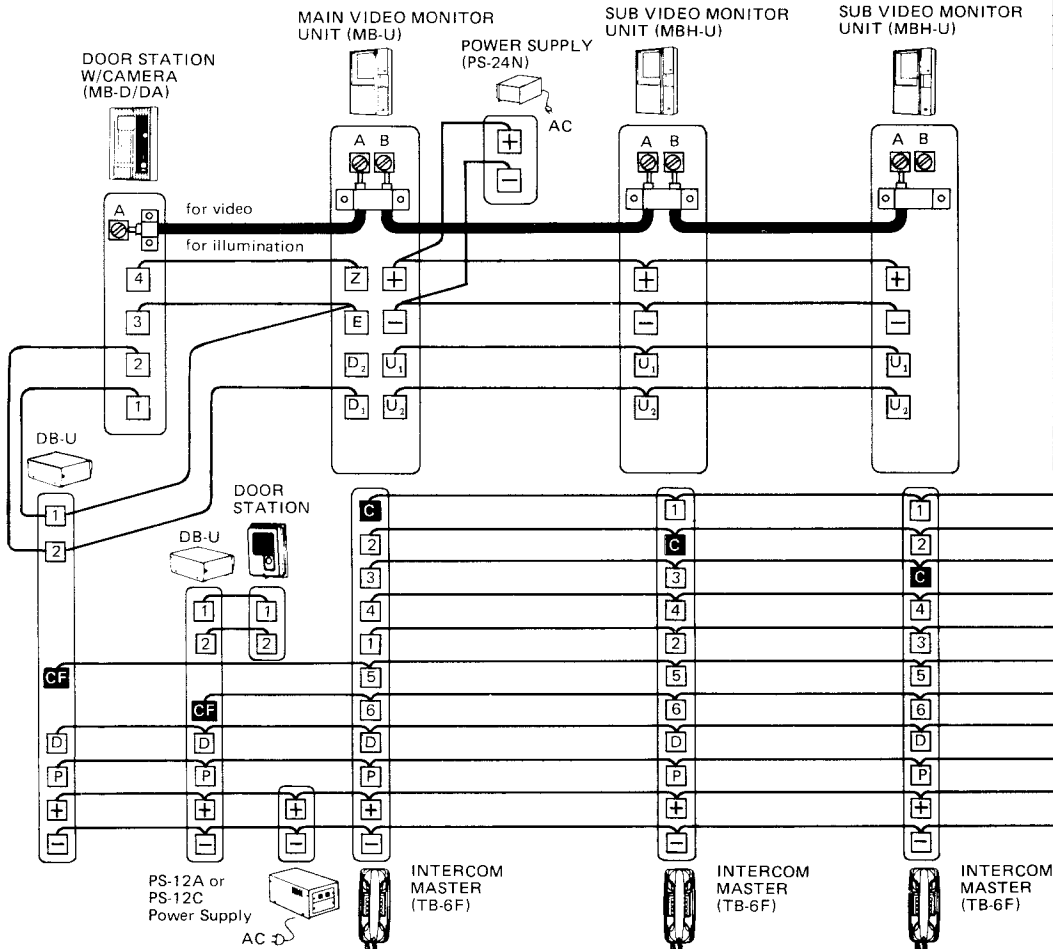 MAIN VIDEO MONITOR
UNIT (MB-U)
SUB VIDEO MONITOR
UNIT (MBH-U)
SUB VIDEO MONITOR
UNIT (MBH-U)
POWER SUPPLY
(PS-24N)
AC
DOOR STATION
W/CAMERA
(MB-D/DA)
A B
A B
A B
+
−
A
for video
for illumination
4
Z +
+
+
3
E −
−
−
2
D₂ U₁
U₁
U₁
1
D₁ U₂
U₂
U₂
DB-U
1
2
CF
D
P
+
−
DB-U
DOOR
STATION
1 1
2 2
CF
D
P
+
−
+
−
C
2
3
4
1
5
6
D
P
+
−
1
C
3
4
2
5
6
D
P
+
−
1
2
C
4
3
5
6
D
P
+
−
PS-12A or
PS-12C
Power Supply
AC
INTERCOM
MASTER
(TB-6F)
INTERCOM
MASTER
(TB-6F)
INTERCOM
MASTER
(TB-6F)